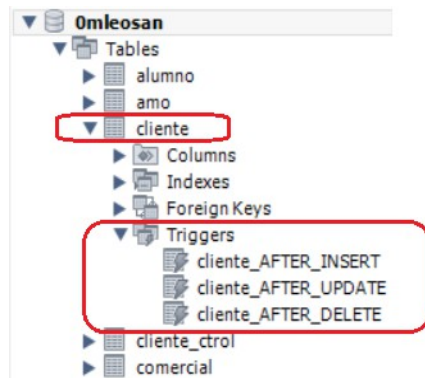 0mleosan
Tables
alumno
amo
cliente
Columns
Indexes
Foreign Keys
Triggers
cliente_AFTER_INSERT
cliente_AFTER_UPDATE
cliente_AFTER_DELETE
cliente_ctrol
comercial